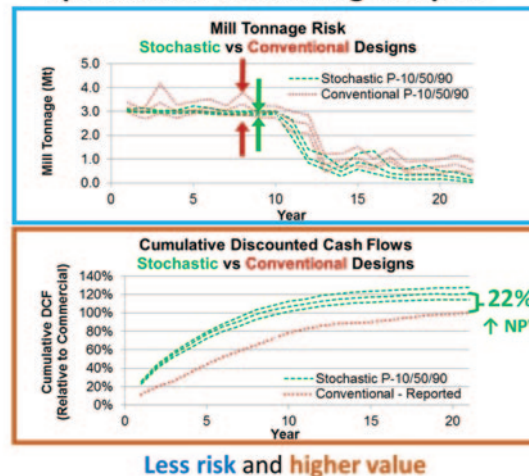 Mill Tonnage Risk
Stochastic vs Conventional Designs
Mill Tonnage (Mt)
5.0
4.0
3.0
2.0
1.0
0.0
Stochastic P-10/50/90
Conventional P-10/50/90
0 5 10 15 20
Year
Cumulative Discounted Cash Flows
Stochastic vs Conventional Designs
Cumulative DCF
(Relative to Commercial)
140%
120%
100%
80%
60%
40%
20%
0%
22%
↑ NP
Stochastic P-10/50/90
Conventional - Reported
0 5 10 15 20
Year
Less risk and higher value